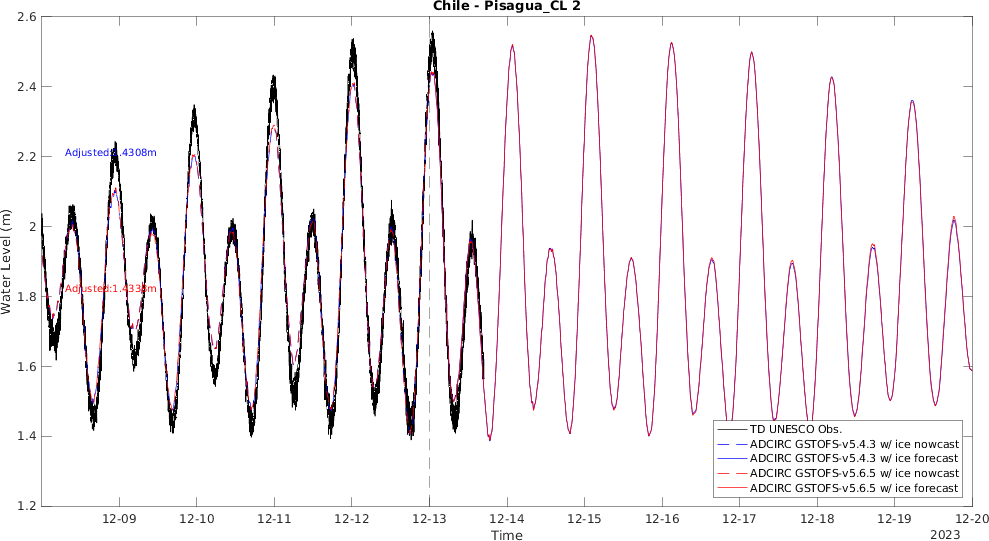 Chile - Pisagua_CL 2
2.6
2.4
2.2
2
1.8
1.6
1.4
1.2
Water Level (m)
Adjusted:1.4308m
Adjusted:1.4338m
TD UNESCO Obs.
ADCIRC GSTOFS-v5.4.3 w/ ice nowcast
ADCIRC GSTOFS-v5.4.3 w/ ice forecast
ADCIRC GSTOFS-v5.6.5 w/ ice nowcast
ADCIRC GSTOFS-v5.6.5 w/ ice forecast
12-09 12-10 12-11 12-12 12-13 12-14 12-15 12-16 12-17 12-18 12-19 12-20
Time
2023